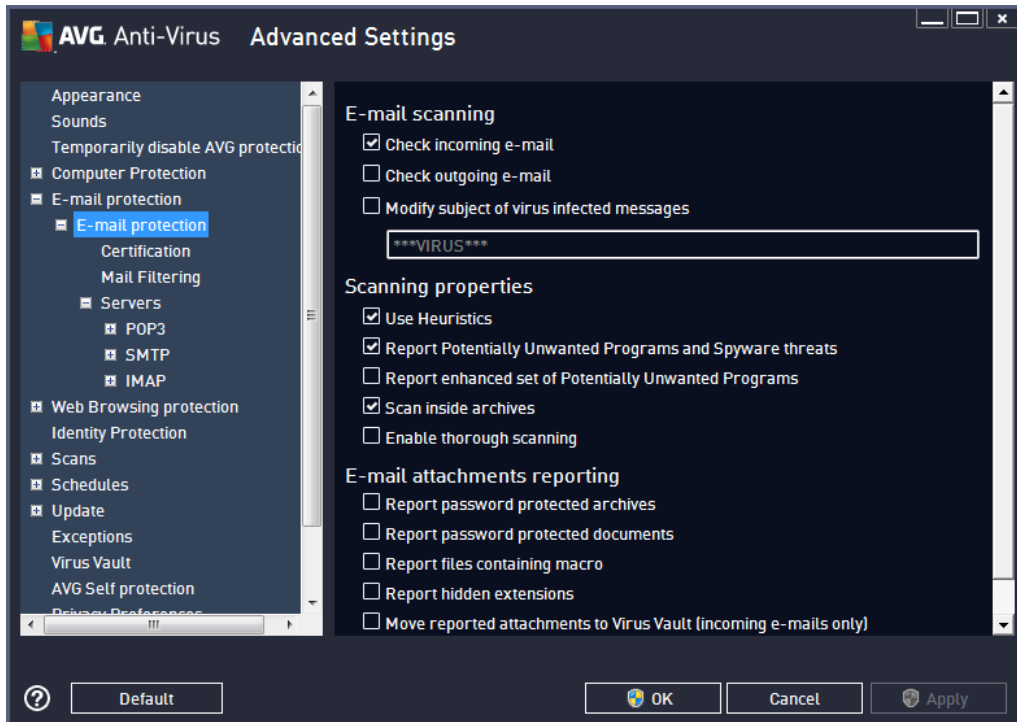 AVG Anti-Virus Advanced Settings
Appearance
Sounds
Temporarily disable AVG protectio
Computer Protection
E-mail protection
E-mail protection
Certification
Mail Filtering
Servers
POP3
SMTP
IMAP
Web Browsing protection
Identity Protection
Scans
Schedules
Update
Exceptions
Virus Vault
AVG Self protection
Privacy Preferences
E-mail scanning
Check incoming e-mail
Check outgoing e-mail
Modify subject of virus infected messages
***VIRUS***
Scanning properties
Use Heuristics
Report Potentially Unwanted Programs and Spyware threats
Report enhanced set of Potentially Unwanted Programs
Scan inside archives
Enable thorough scanning
E-mail attachments reporting
Report password protected archives
Report password protected documents
Report files containing macro
Report hidden extensions
Move reported attachments to Virus Vault (incoming e-mails only)
? Default OK Cancel Apply